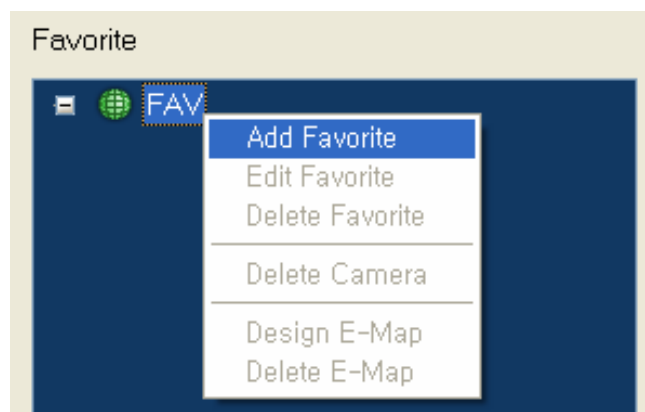 Favorite
FAV
Add Favorite
Edit Favorite
Delete Favorite
Delete Camera
Design E-Map
Delete E-Map